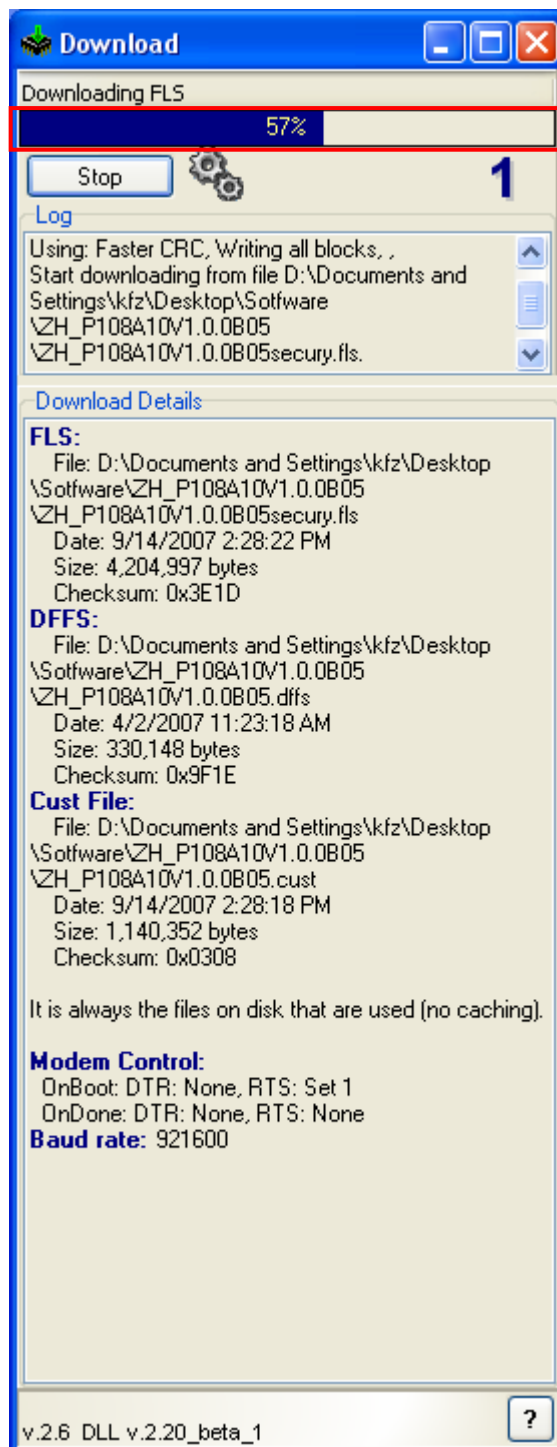 Download
Downloading FLS
57%
Stop
1
Log
Using: Faster CRC, Writing all blocks, ,
Start downloading from file D:\Documents and
Settings\kfz\Desktop\Sotfware
\ZH_P108A10V1.0.0B05
\ZH_P108A10V1.0.0B05secury.fls.
Download Details
FLS:
File: D:\Documents and Settings\kfz\Desktop
\Sotfware\ZH_P108A10V1.0.0B05
\ZH_P108A10V1.0.0B05secury.fls
Date: 9/14/2007 2:28:22 PM
Size: 4,204,997 bytes
Checksum: 0x3E1D
DFFS:
File: D:\Documents and Settings\kfz\Desktop
\Sotfware\ZH_P108A10V1.0.0B05
\ZH_P108A10V1.0.0B05.dffs
Date: 4/2/2007 11:23:18 AM
Size: 330,148 bytes
Checksum: 0x9F1E
Cust File:
File: D:\Documents and Settings\kfz\Desktop
\Sotfware\ZH_P108A10V1.0.0B05
\ZH_P108A10V1.0.0B05.cust
Date: 9/14/2007 2:28:18 PM
Size: 1,140,352 bytes
Checksum: 0x0308
It is always the files on disk that are used (no caching).
Modem Control:
OnBoot: DTR: None, RTS: Set 1
OnDone: DTR: None, RTS: None
Baud rate: 921600
v.2.6 DLL v.2.20_beta_1
?